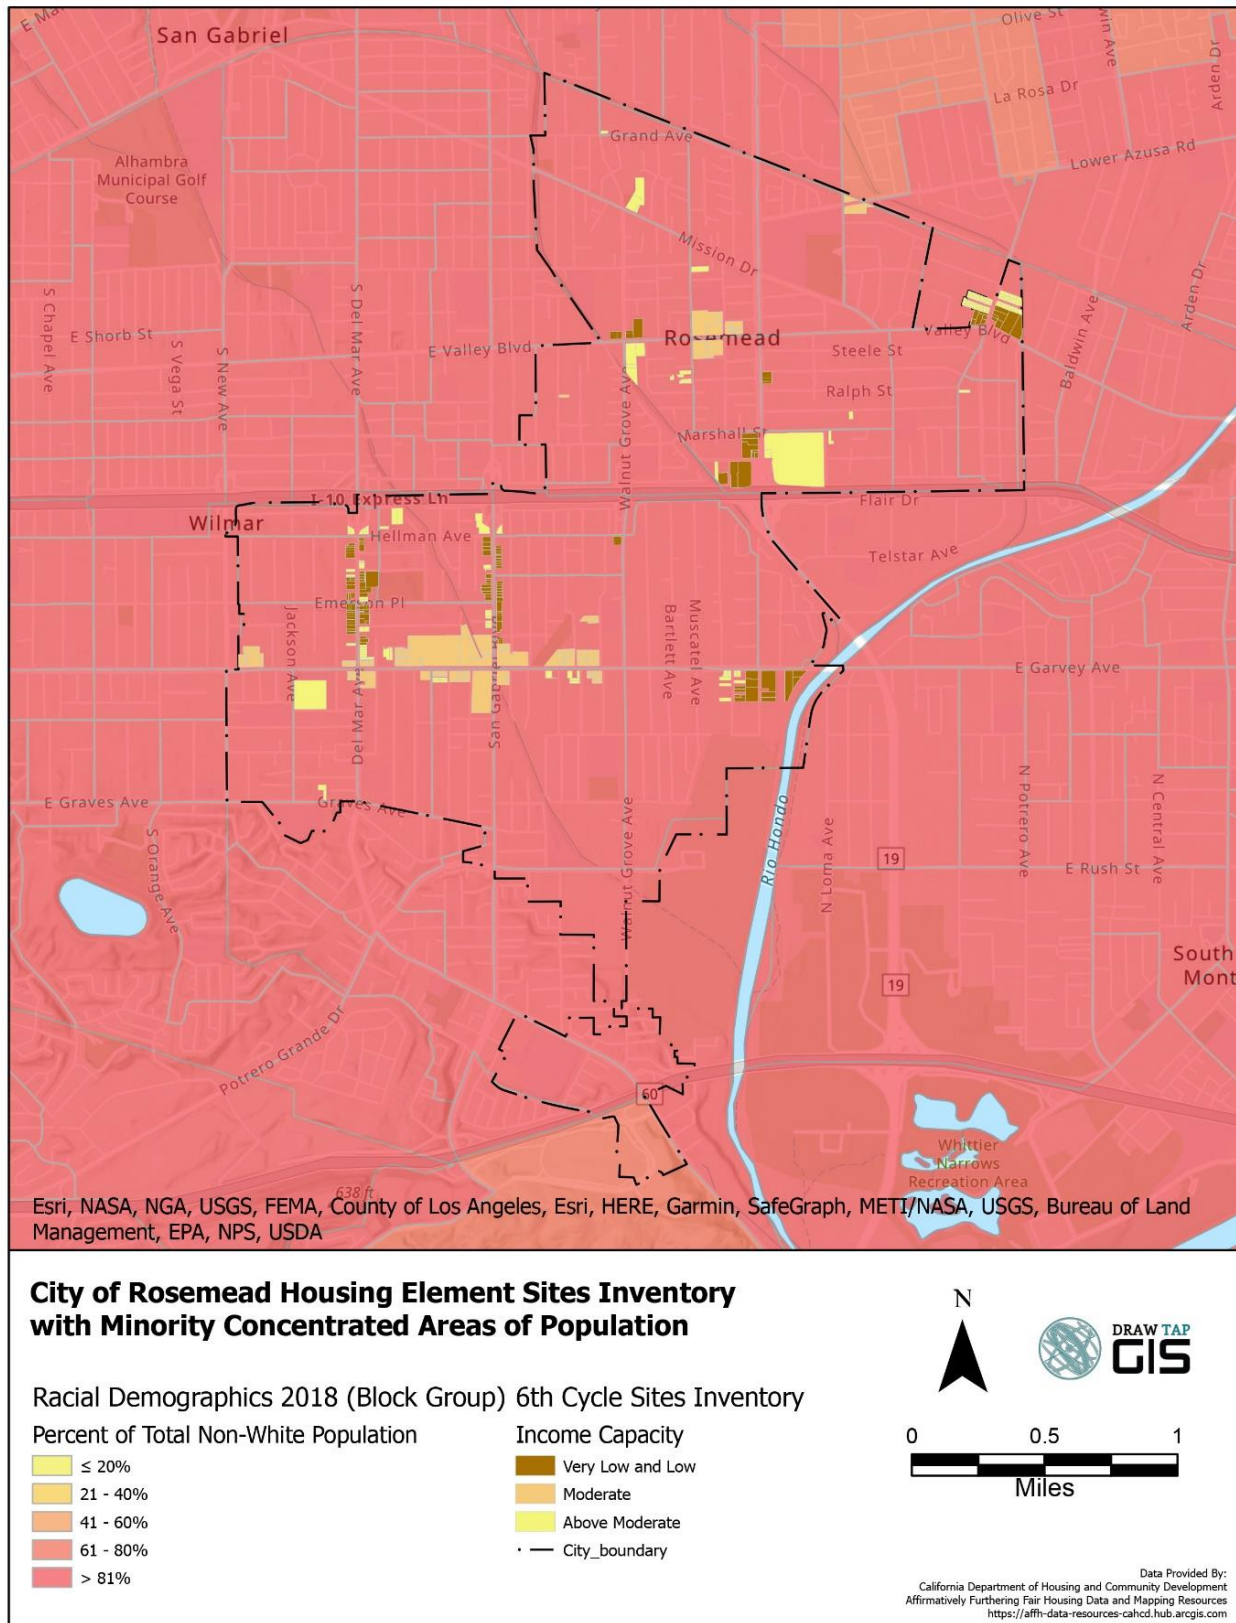 E Ma
San Gabriel
Olive St
win Ave
Arden Dr
La Rosa Dr
Grand Ave
Lower Azusa Rd
Alhambra
Municipal Golf
Course
Mission Dr
S Chapel Ave
E Shorb St
S Vega St
S New Ave
S Del Mar Ave
E Valley Blvd
Rosemead
Valley Blvd
Steele St
Ralph St
Baldwin Ave
Arden Dr
Walnut Grove Ave
Marshall St
I-10 Express Ln
Flair Dr
Wilmar
Hellman Ave
Telstar Ave
Emerson Pl
Jackson Ave
Del Mar Ave
San Gabriel
Bartlett Ave
Muscatel Ave
E Garvey Ave
E Graves Ave
Graves Ave
S Orange Ave
Walnut Grove Ave
Rio Hondo
N Loma Ave
19
N Potrero Ave
N Central Ave
E Rush St
South
Mont
19
Potrero Grande Dr
60
Whittier
Narrows
Recreation Area
638 ft
Esri, NASA, NGA, USGS, FEMA, County of Los Angeles, Esri, HERE, Garmin, SafeGraph, METI/NASA, USGS, Bureau of Land
Management, EPA, NPS, USDA
City of Rosemead Housing Element Sites Inventory
with Minority Concentrated Areas of Population
N
DRAW TAP
GIS
Racial Demographics 2018 (Block Group) 6th Cycle Sites Inventory
Percent of Total Non-White Population
≤ 20%
21 - 40%
41 - 60%
61 - 80%
> 81%
Income Capacity
Very Low and Low
Moderate
Above Moderate
City_boundary
0 0.5 1
Miles
Data Provided By:
California Department of Housing and Community Development
Affirmatively Furthering Fair Housing Data and Mapping Resources
https://affh-data-resources-cahcd.hub.arcgis.com